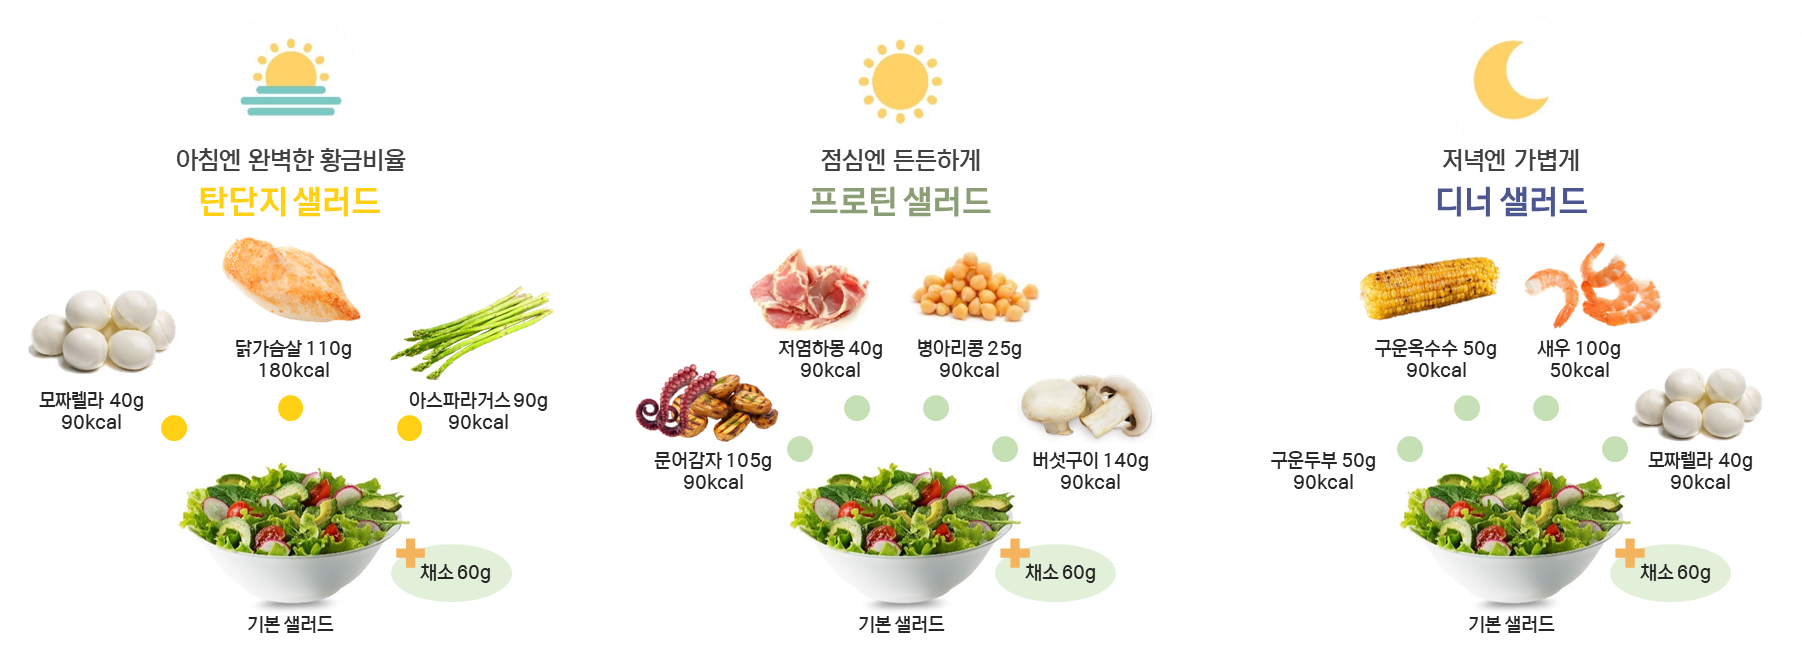 아침엔 완벽한 황금비율
탄단지 샐러드
닭가슴살 110g
180kcal
모짜렐라 40g
90kcal
아스파라거스 90g
90kcal
채소 60g
기본 샐러드
점심엔 든든하게
프로틴 샐러드
저염하몽 40g
90kcal
병아리콩 25g
90kcal
문어감자 105g
90kcal
버섯구이 140g
90kcal
채소 60g
기본 샐러드
저녁엔 가볍게
디너 샐러드
구운옥수수 50g
90kcal
새우 100g
50kcal
구운두부 50g
90kcal
모짜렐라 40g
90kcal
채소 60g
기본 샐러드